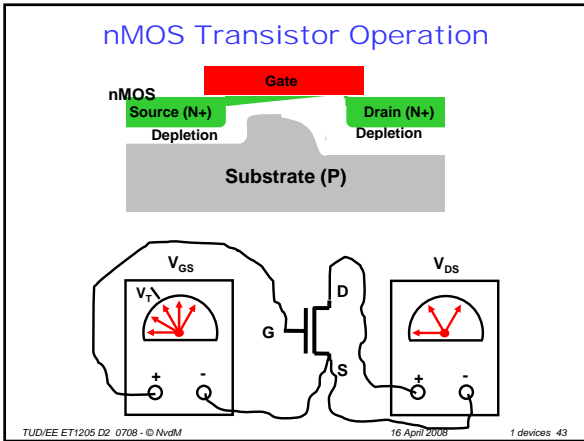 nMOS Transistor Operation
Gate
nMOS
Source (N+)
Drain (N+)
Depletion
Depletion
Substrate (P)
VGS
VDS
VT
D
G
S
+ -
+ -
TUD/EE ET1205 D2 0708 - © NvdM 16 April 2008 1 devices 43